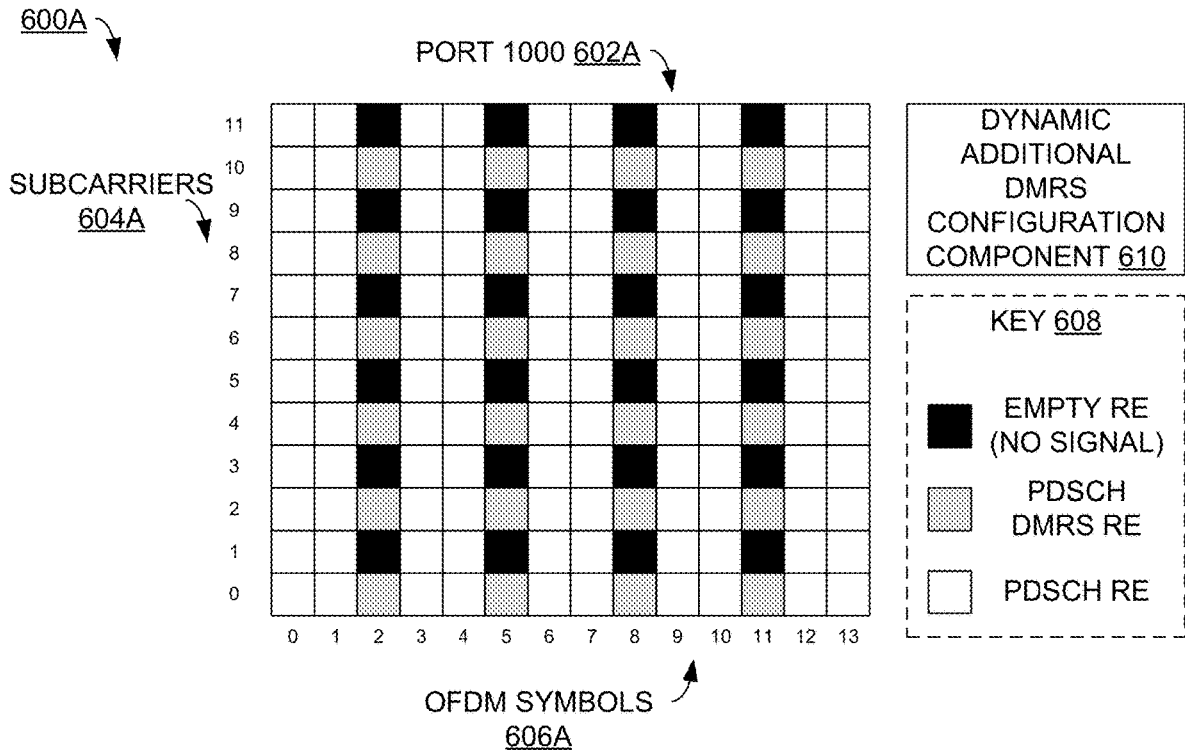 600A
PORT 1000 602A
SUBCARRIERS
604A
11
10
9
8
7
6
5
4
3
2
1
0
0 1 2 3 4 5 6 7 8 9 10 11 12 13
OFDM SYMBOLS
606A
DYNAMIC
ADDITIONAL
DMRS
CONFIGURATION
COMPONENT 610
KEY 608
EMPTY RE
(NO SIGNAL)
PDSCH
DMRS RE
PDSCH RE